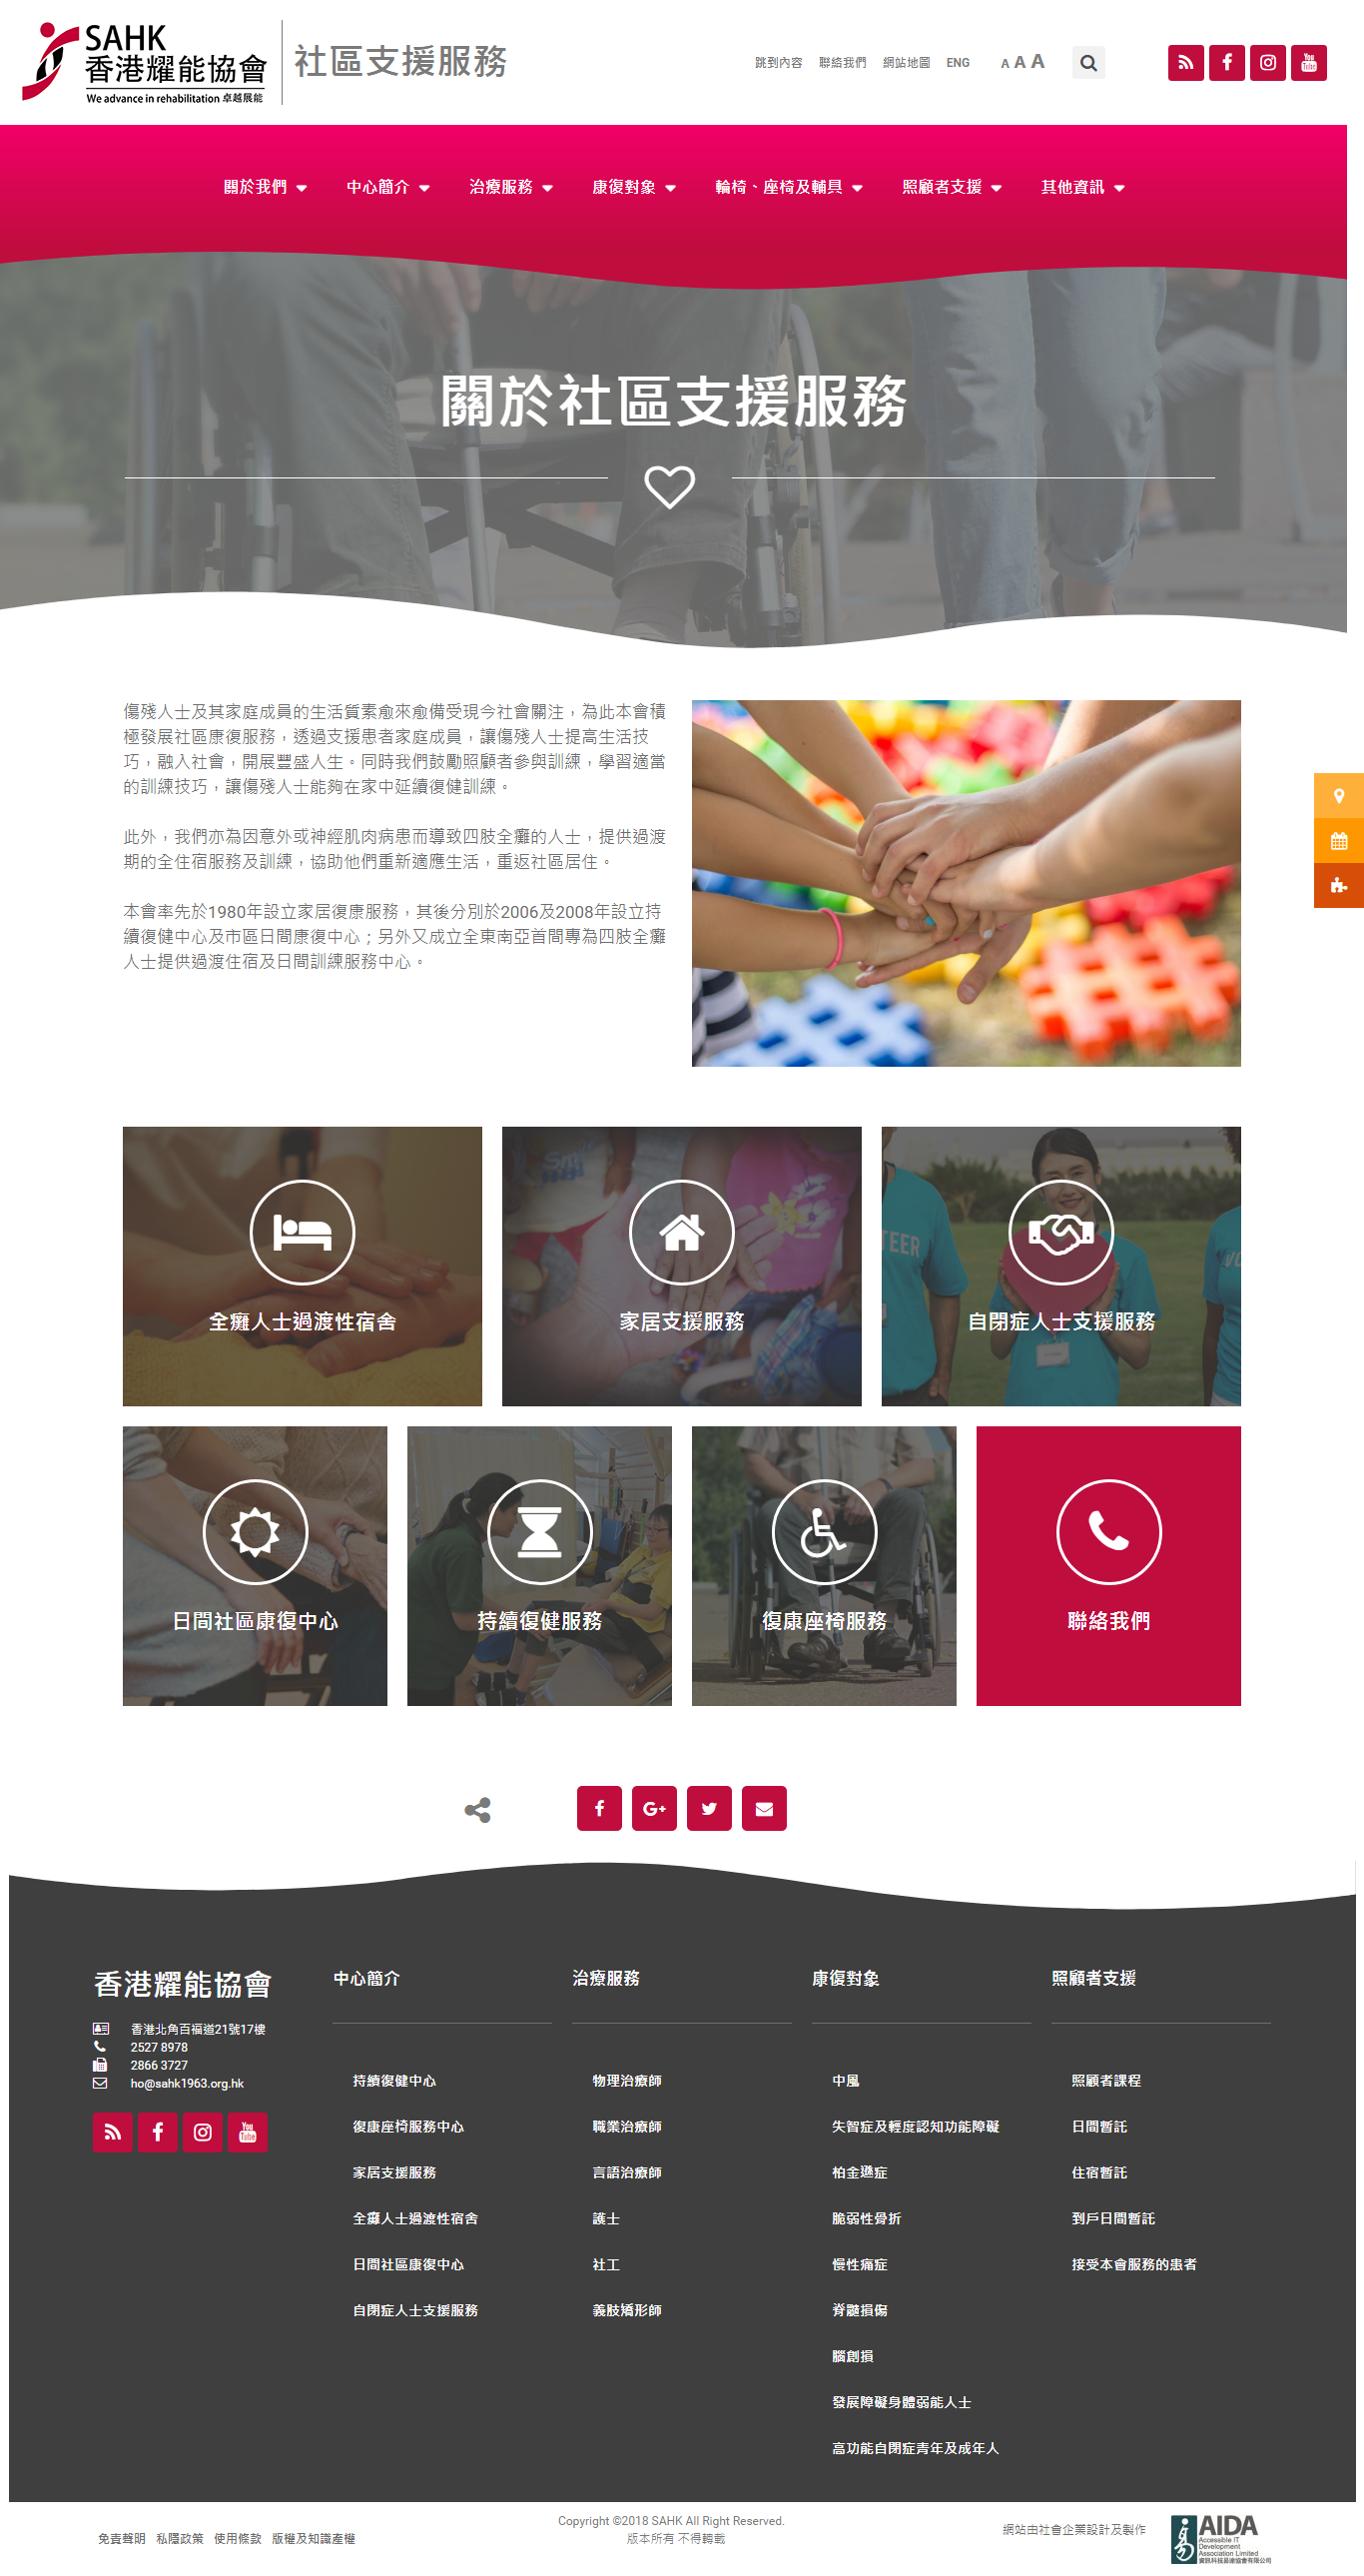 SAHK
香港耀能協會
We advance in rehabilitation 卓越展能
社區支援服務
跳到內容 聯絡我們 網站地圖 ENG A A A
關於我們 中心簡介 治療服務 康復對象 輪椅、座椅及輔具 照顧者支援 其他資訊
關於社區支援服務
傷殘人士及其家庭成員的生活質素愈來愈備受現今社會關注，為此本會積
極發展社區康復服務，透過支援患者家庭成員，讓傷殘人士提高生活技
巧，融入社會，開展豐盛人生。同時我們鼓勵照顧者參與訓練，學習適當
的訓練技巧，讓傷殘人士能夠在家中延續復健訓練。
此外，我們亦為因意外或神經肌肉病患而導致四肢全癱的人士，提供過渡
期的全住宿服務及訓練，協助他們重新適應生活，重返社區居住。
本會率先於1980年設立家居復康服務，其後分別於2006及2008年設立持
續復健中心及市區日間康復中心；另外又成立全東南亞首間專為四肢全癱
人士提供過渡住宿及日間訓練服務中心。
全癱人士過渡性宿舍
家居支援服務
自閉症人士支援服務
日間社區康復中心
持續復健服務
復康座椅服務
聯絡我們
香港耀能協會
香港北角百福道21號17樓
2527 8978
2866 3727
ho@sahk1963.org.hk
You Tube
中心簡介
持續復健中心
復康座椅服務中心
家居支援服務
全癱人士過渡性宿舍
日間社區康復中心
自閉症人士支援服務
治療服務
物理治療師
職業治療師
言語治療師
護士
社工
義肢矯形師
康復對象
中風
失智症及輕度認知功能障礙
柏金遜症
脆弱性骨折
慢性痛症
脊髓損傷
腦創損
發展障礙身體弱能人士
高功能自閉症青年及成年人
照顧者支援
照顧者課程
日間暫託
住宿暫託
到戶日間暫託
接受本會服務的患者
免責聲明 私隱政策 使用條款 版權及知識產權
Copyright ©2018 SAHK All Right Reserved.
版本所有 不得轉載
網站由社會企業設計及製作
AIDA
Accessible IT
Development
Association Limited
資訊科技易達協會有限公司